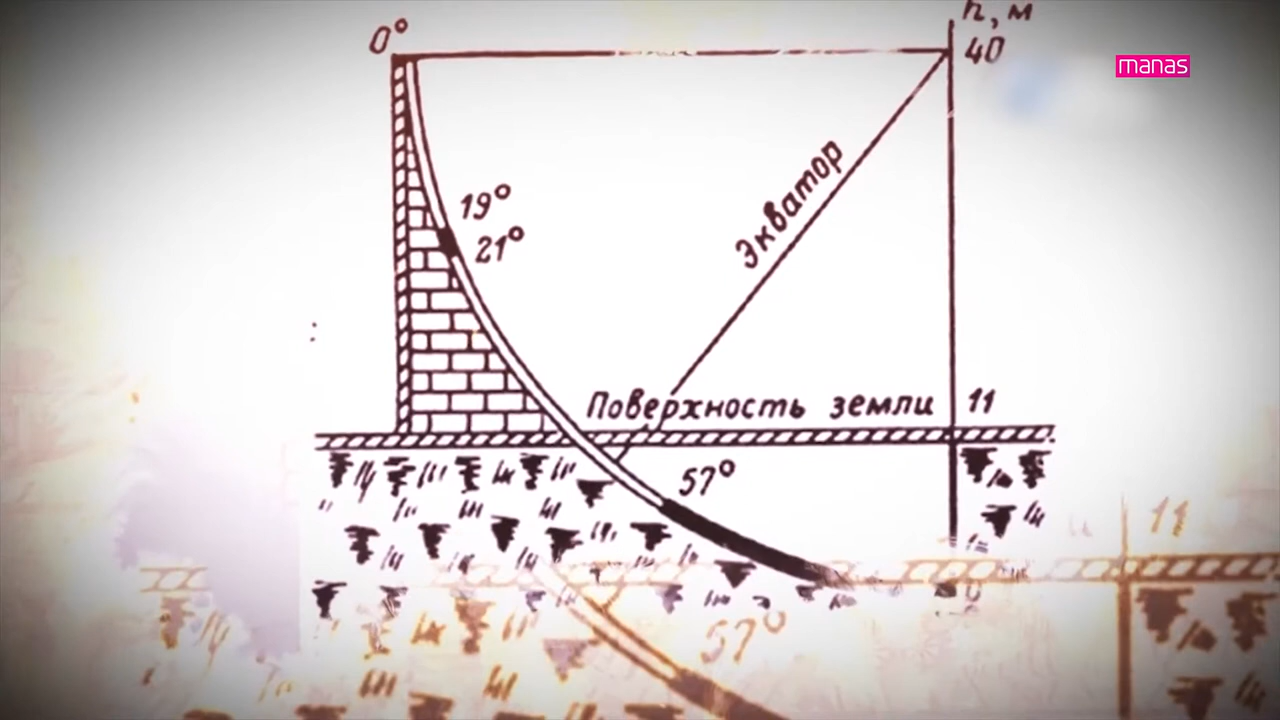 h, м
0°
40
manas
19°
21°
Экватор
Поверхность земли
11
57°
11
57°